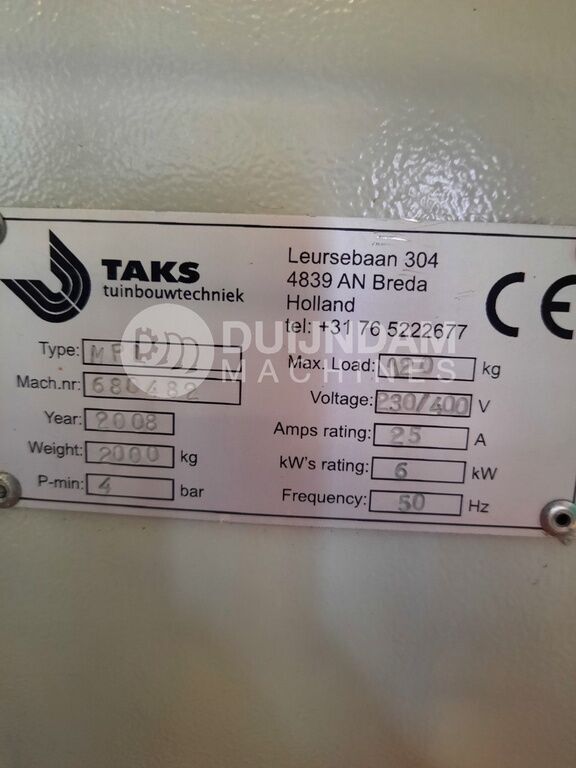 TAKS
tuinbouwtechniek
Leursebaan 304
4839 AN Breda
Holland
tel: +31 76 5222677
CE
DUIJNDAM
MACHINES
Type:
Mach.nr:
Year: 2008
Weight: 2000 kg
P-min: 4 bar
Max. Load: 120 kg
Voltage: 230/400 V
Amps rating: 25 A
kW's rating: 6 kW
Frequency: 50 Hz